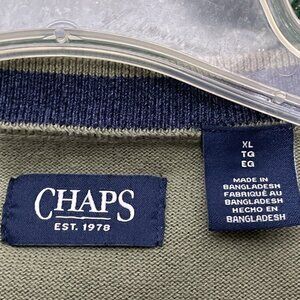 CHAPS
EST. 1978
XL
TG
EG
MADE IN
BANGLADESH
FABRIQUÉ AU
BANGLADESH
HECHO EN
BANGLADESH